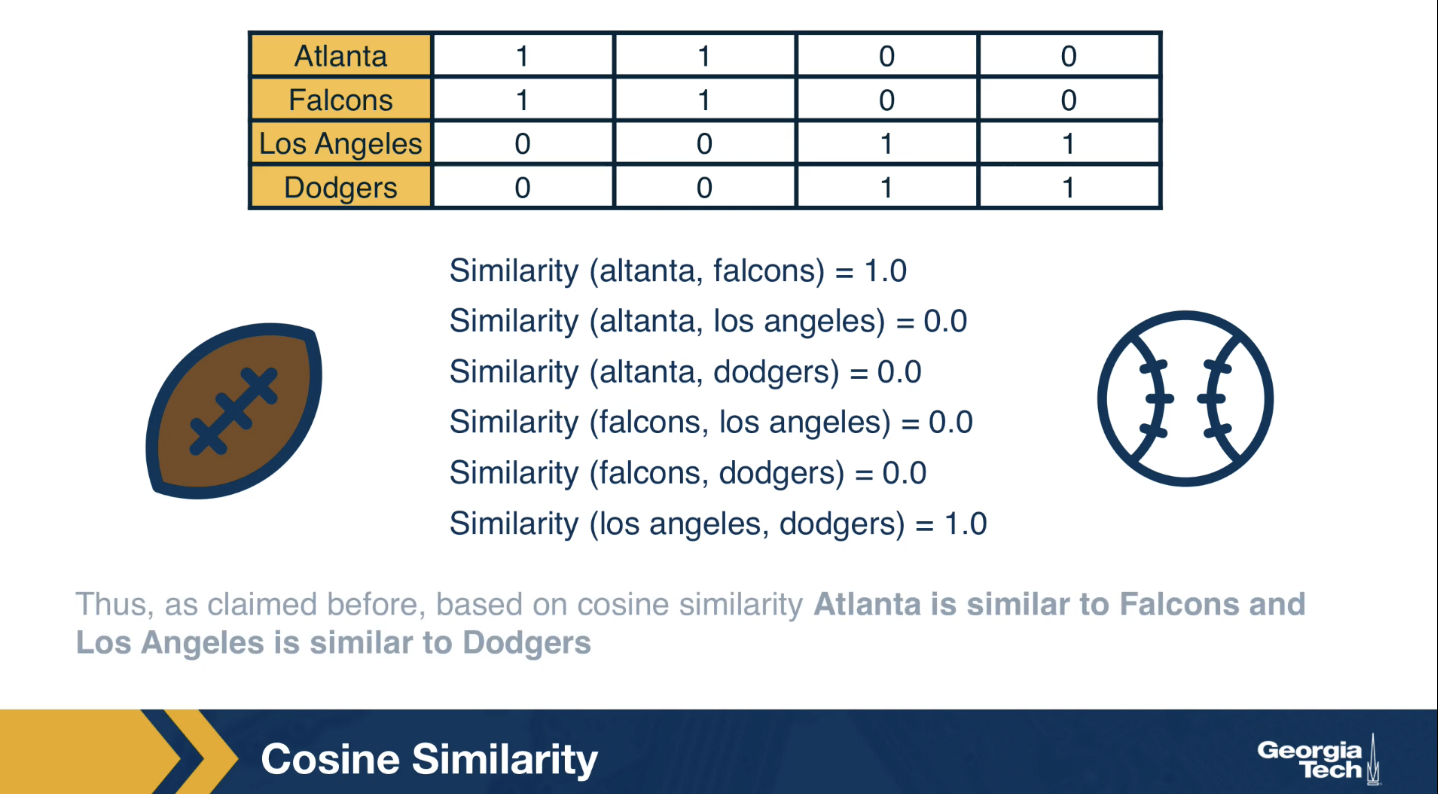 Atlanta 1 1 0 0
Falcons 1 1 0 0
Los Angeles 0 0 1 1
Dodgers 0 0 1 1
Similarity (altanta, falcons) = 1.0
Similarity (altanta, los angeles) = 0.0
Similarity (altanta, dodgers) = 0.0
Similarity (falcons, los angeles) = 0.0
Similarity (falcons, dodgers) = 0.0
Similarity (los angeles, dodgers) = 1.0
Thus, as claimed before, based on cosine similarity Atlanta is similar to Falcons and
Los Angeles is similar to Dodgers
Cosine Similarity
Georgia
Tech